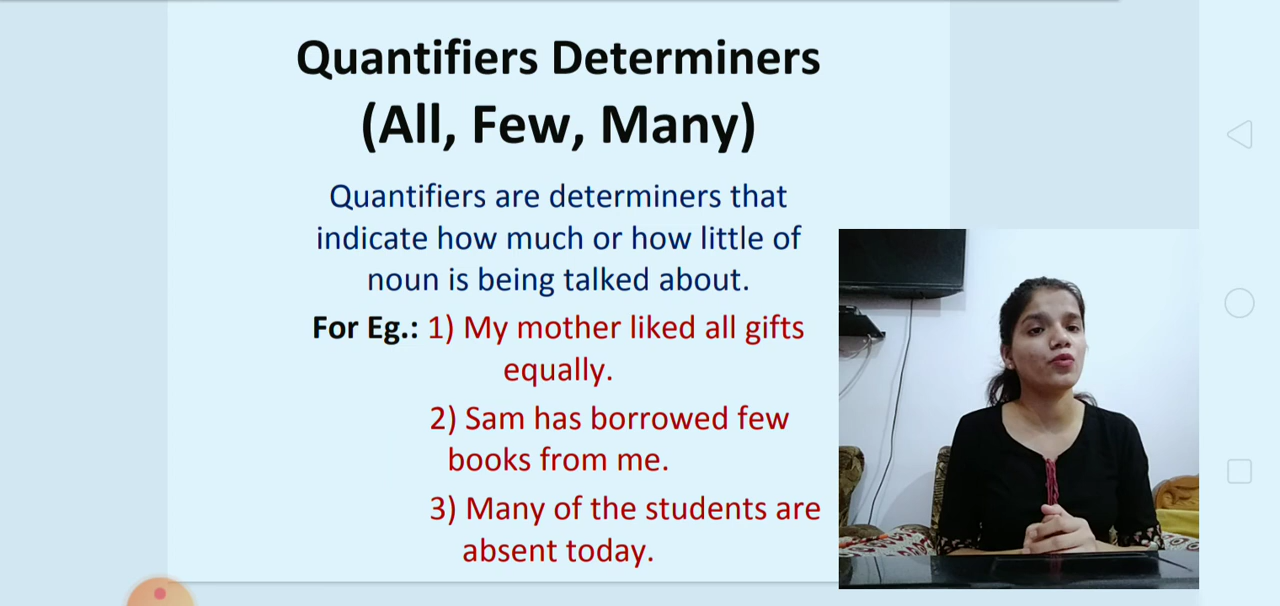 Quantifiers Determiners
(All, Few, Many)
Quantifiers are determiners that
indicate how much or how little of
noun is being talked about.
For Eg.: 1) My mother liked all gifts
equally.
2) Sam has borrowed few
books from me.
3) Many of the students are
absent today.